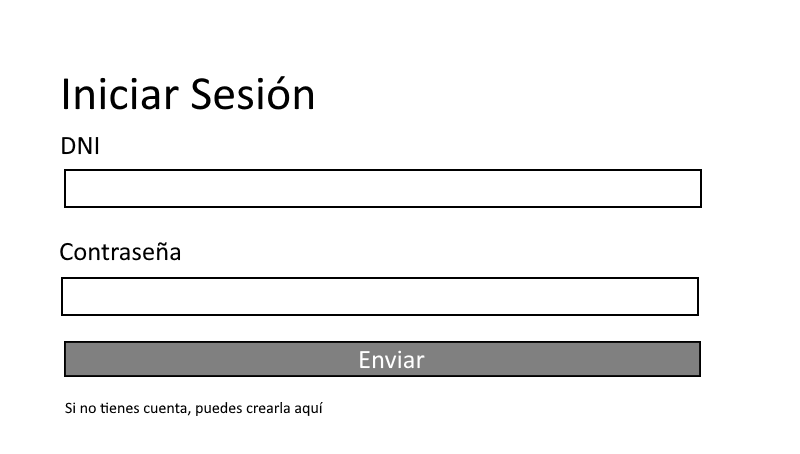 Iniciar Sesión
DNI
Contraseña
Enviar
Si no tienes cuenta, puedes crearla aquí